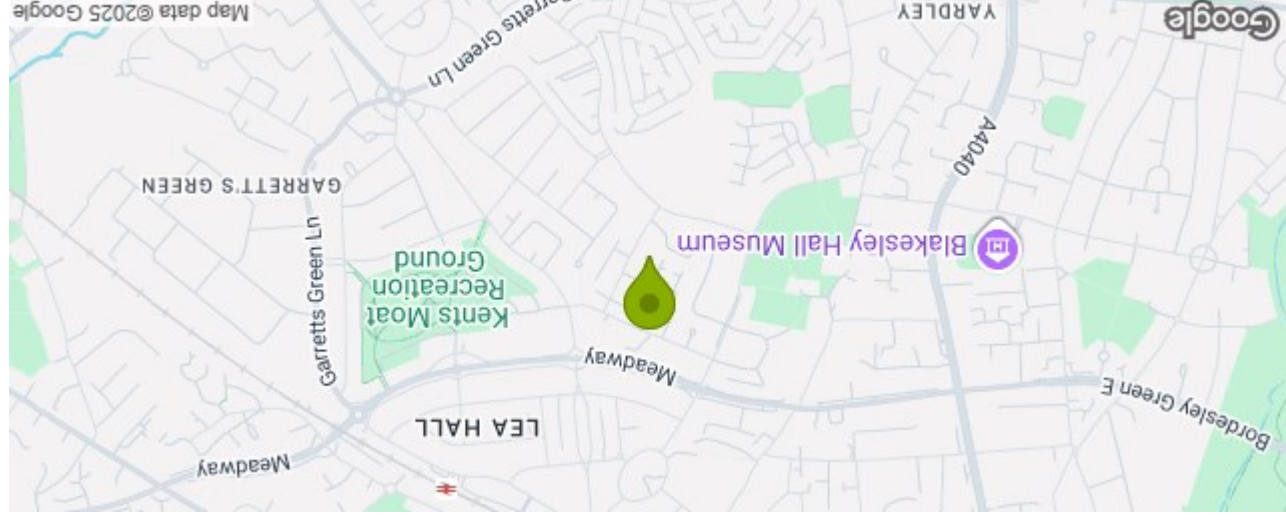 Bordesley Green E
Meadway
LEA HALL
Meadway
Kents Moat
Recreation
Ground
Blakesley Hall Museum
Garretts Green Ln
GARRETT'S GREEN
A4040
Garretts Green Ln
YARDLEY
Google
Map data ©2025 Google